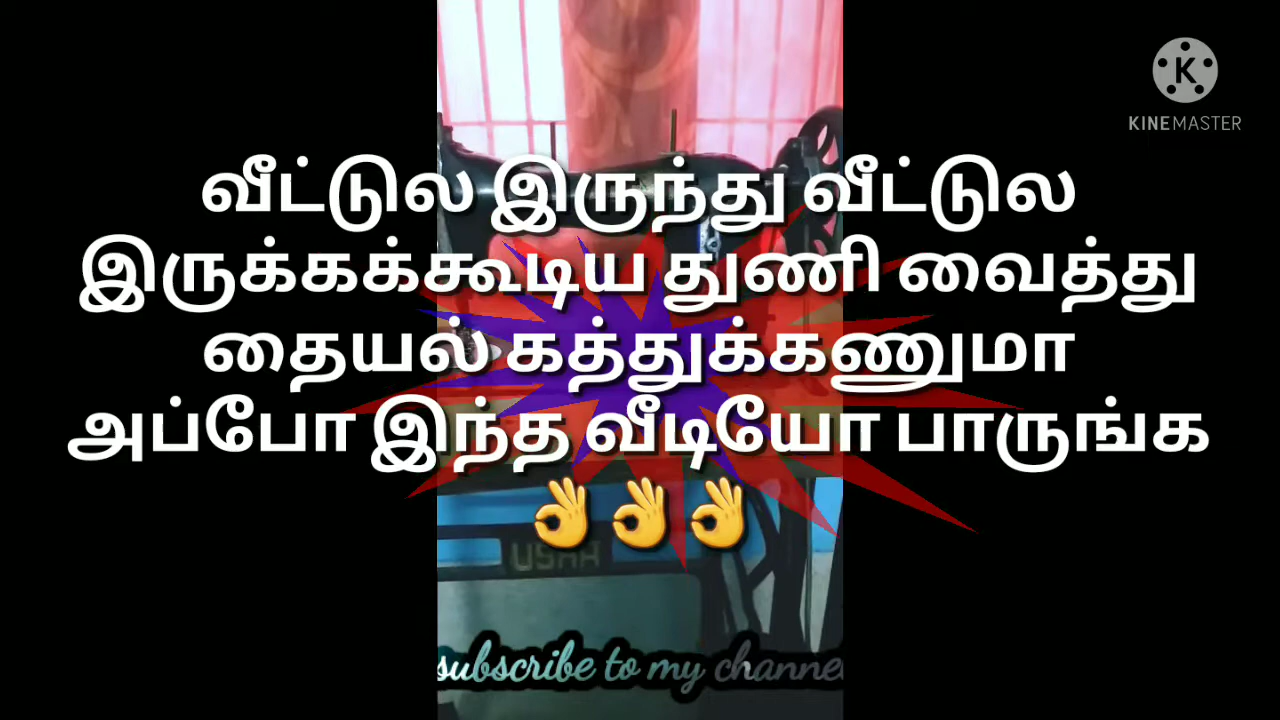 KINEMASTER
வீட்டுல இருந்து வீட்டுல
இருக்கக்கூடிய துணி வைத்து
தையல் கத்துக்கணுமா
அப்போ இந்த வீடியோ பாருங்க
👌👌👌
USHA
subscribe to my channel